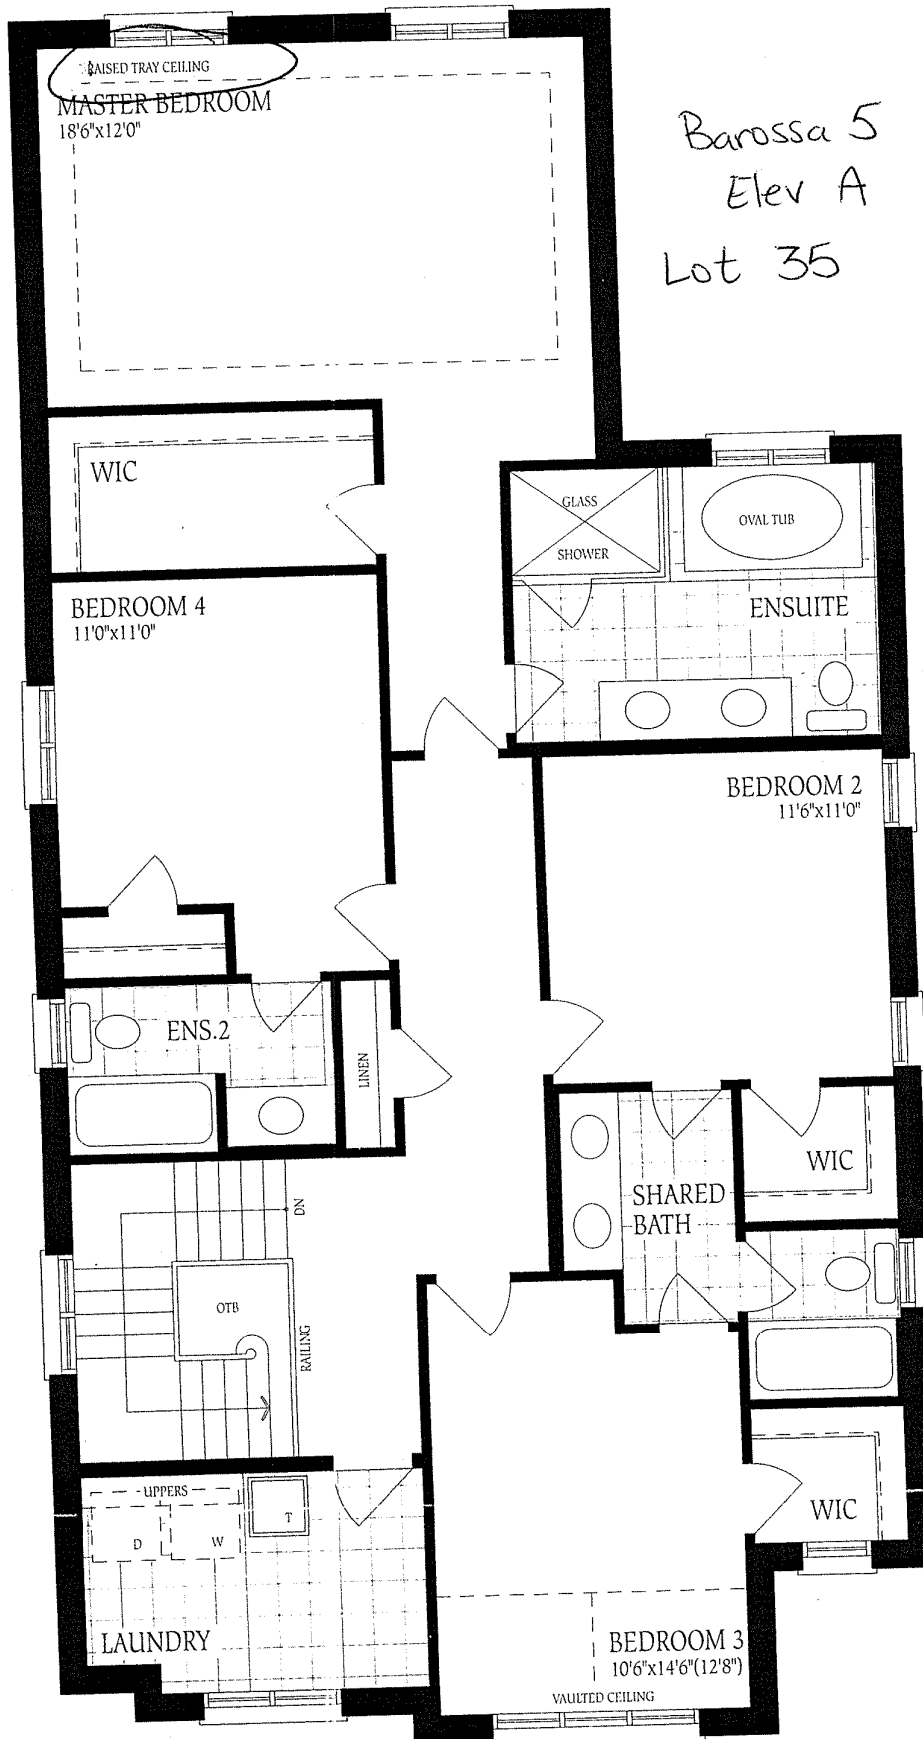 RAISED TRAY CEILING
MASTER BEDROOM
18'6"x12'0"
Barossa 5
Elev A
Lot 35
WIC
GLASS
SHOWER
OVAL TUB
ENSUITE
BEDROOM 4
11'0"x11'0"
BEDROOM 2
11'6"x11'0"
ENS.2
LINEN
WIC
SHARED
BATH
DN
OTB
RAILING
UPPERS
D
W
T
WIC
LAUNDRY
BEDROOM 3
10'6"x14'6"(12'8")
VAULTED CEILING